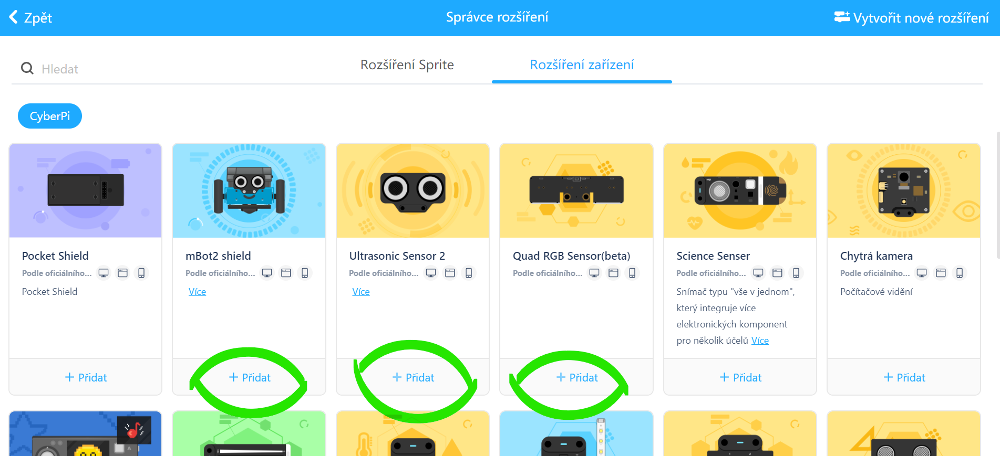 Zpět
Správce rozšíření
Vytvořit nové rozšíření
Hledat
Rozšíření Sprite
Rozšíření zařízení
CyberPi
Pocket Shield
Podle oficiálního...
Pocket Shield
+ Přidat
mBot2 shield
Podle oficiálního...
Více
+ Přidat
Ultrasonic Sensor 2
Podle oficiálního...
Více
+ Přidat
Quad RGB Sensor(beta)
Podle oficiálního...
+ Přidat
Science Senser
Podle oficiálního...
Snímač typu "vše v jednom",
který integruje více
elektronických komponent
pro několik účelů Více
+ Přidat
Chytrá kamera
Podle oficiálního...
Počítačové vidění
+ Přidat
A
1 2